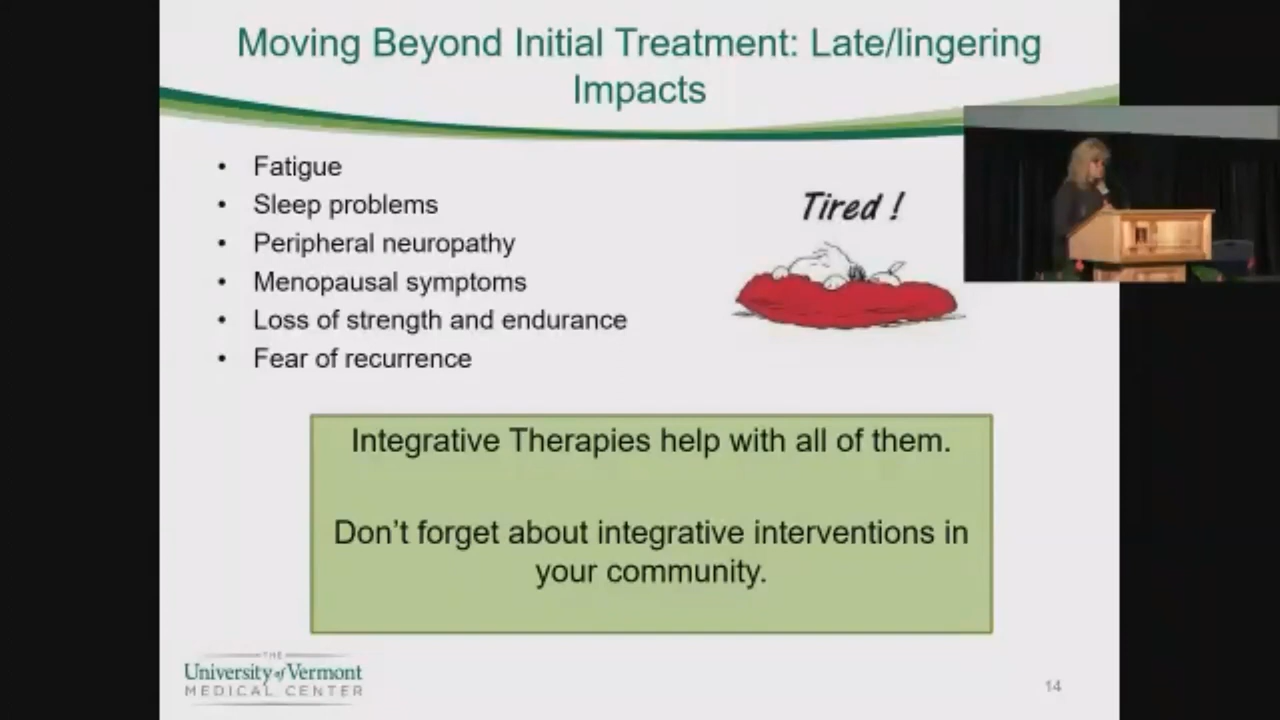 Moving Beyond Initial Treatment: Late/lingering
Impacts
• Fatigue
• Sleep problems
• Peripheral neuropathy
• Menopausal symptoms
• Loss of strength and endurance
• Fear of recurrence
Tired !
Integrative Therapies help with all of them.
Don’t forget about integrative interventions in
your community.
THE
University of Vermont
MEDICAL CENTER
14